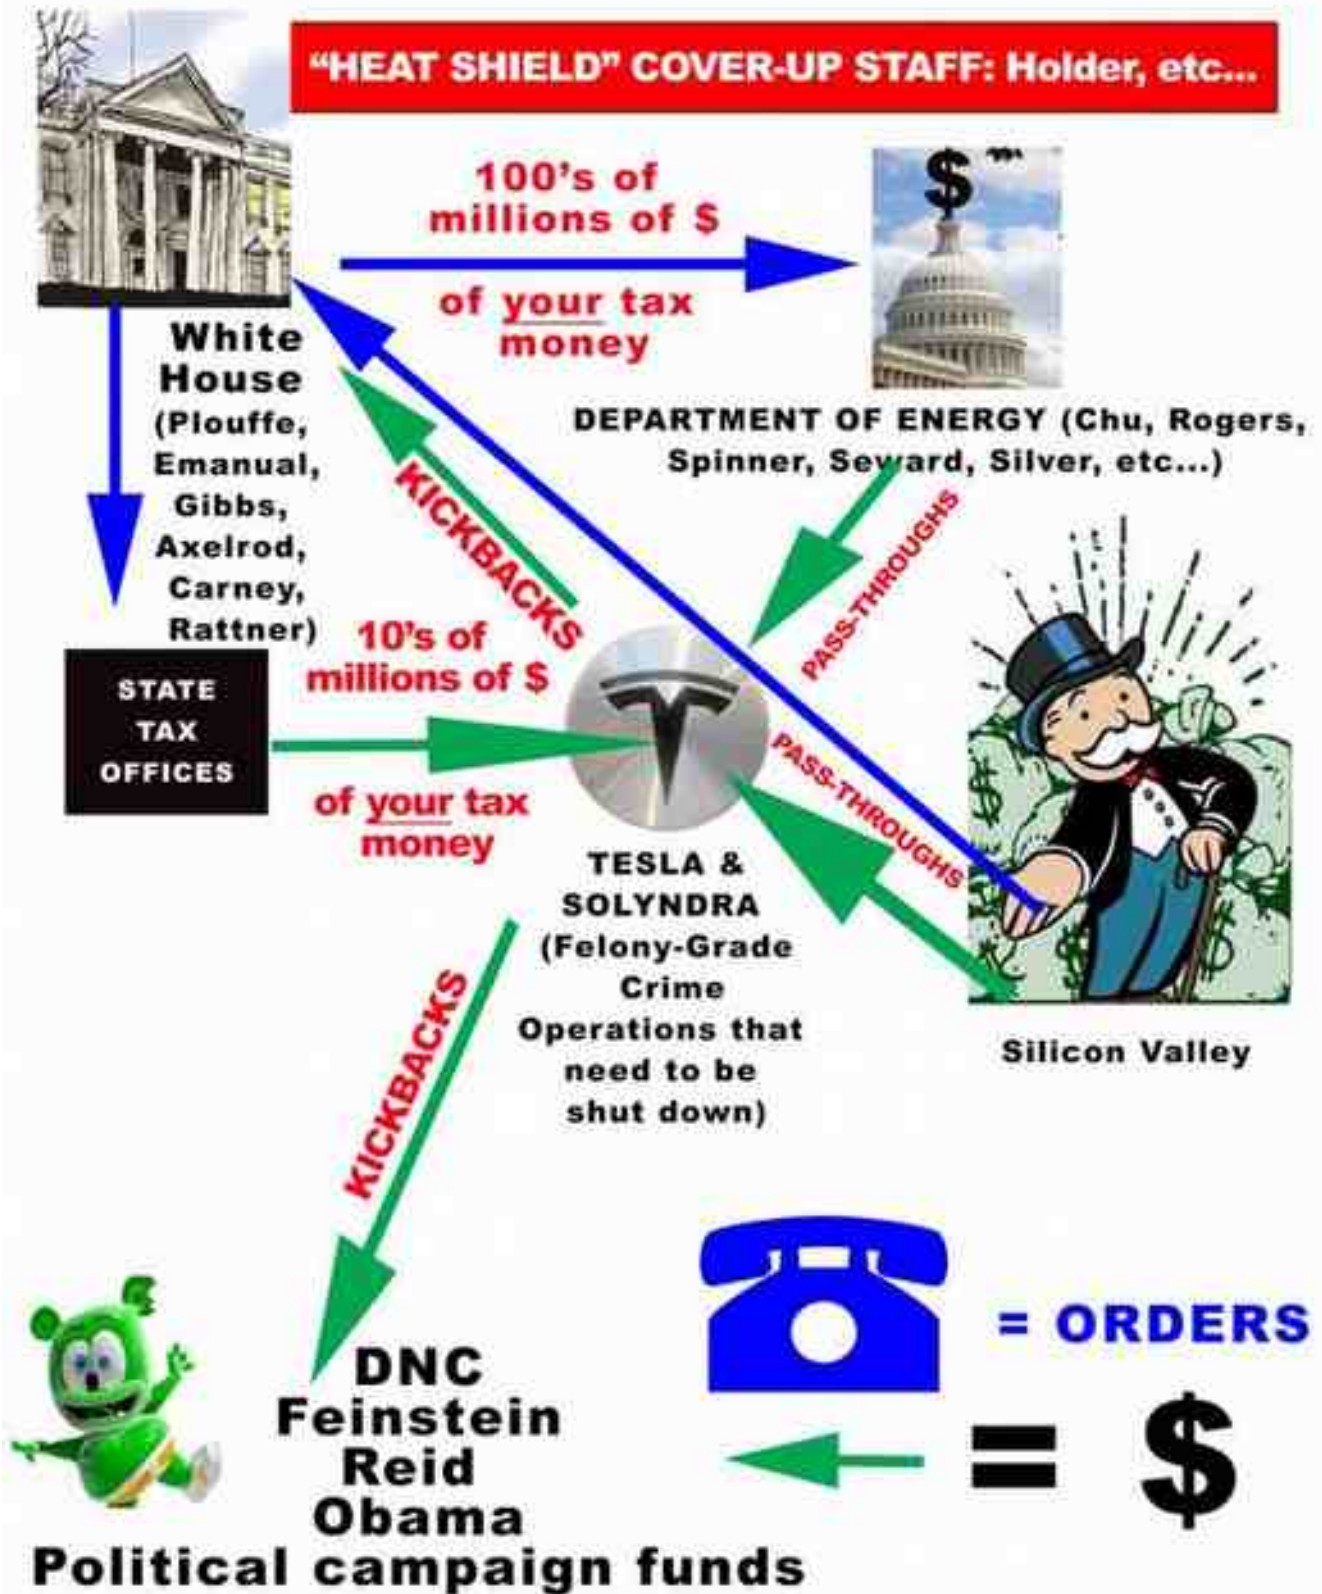 “HEAT SHIELD” COVER-UP STAFF: Holder, etc...
100’s of
millions of $
of your tax
money
$
White
House
(Plouffe,
Emanual,
Gibbs,
Axelrod,
Carney,
Rattner)
DEPARTMENT OF ENERGY (Chu, Rogers,
Spinner, Seward, Silver, etc...)
KICKBACKS
PASS-THROUGHS
STATE
TAX
OFFICES
10’s of
millions of $
of your tax
money
PASS-THROUGHS
TESLA &
SOLYNDRA
(Felony-Grade
Crime
Operations that
need to be
shut down)
Silicon Valley
KICKBACKS
= ORDERS
= $
DNC
Feinstein
Reid
Obama
Political campaign funds